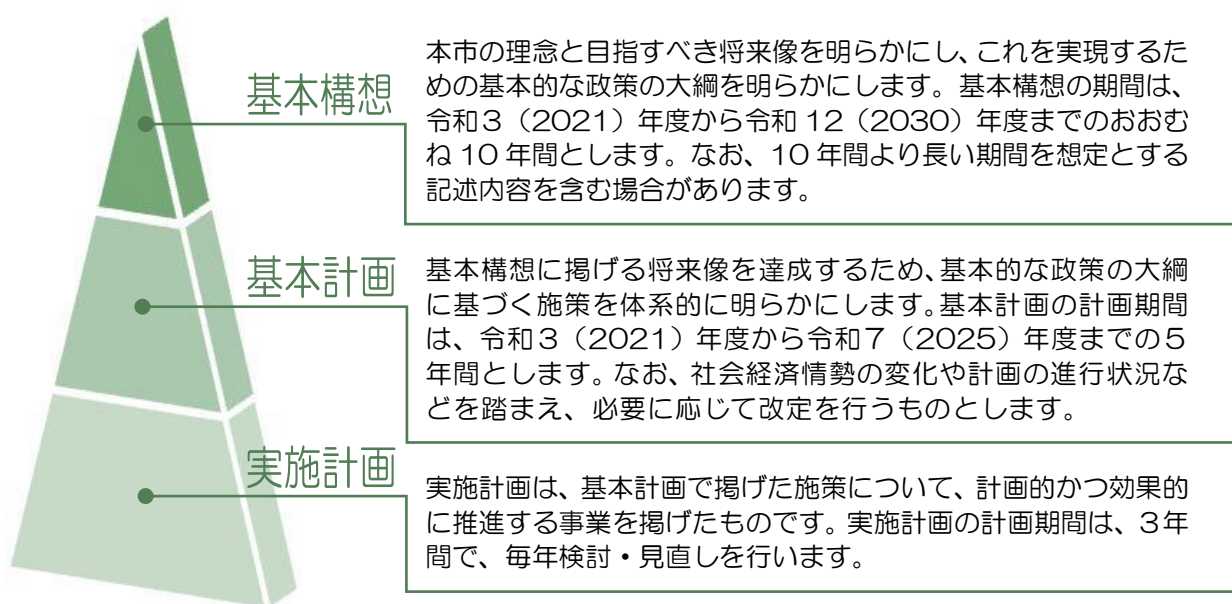 基本構想
本市の理念と目指すべき将来像を明らかにし、これを実現するた
めの基本的な政策の大綱を明らかにします。基本構想の期間は、
令和3（2021）年度から令和 12（2030）年度までのおおむ
ね 10 年間とします。なお、10 年間より長い期間を想定とする
記述内容を含む場合があります。
基本計画
基本構想に掲げる将来像を達成するため、基本的な政策の大綱
に基づく施策を体系的に明らかにします。基本計画の計画期間
は、令和3（2021）年度から令和7（2025）年度までの5
年間とします。なお、社会経済情勢の変化や計画の進行状況な
どを踏まえ、必要に応じて改定を行うものとします。
実施計画
実施計画は、基本計画で掲げた施策について、計画的かつ効果的
に推進する事業を掲げたものです。実施計画の計画期間は、3年
間で、毎年検討・見直しを行います。